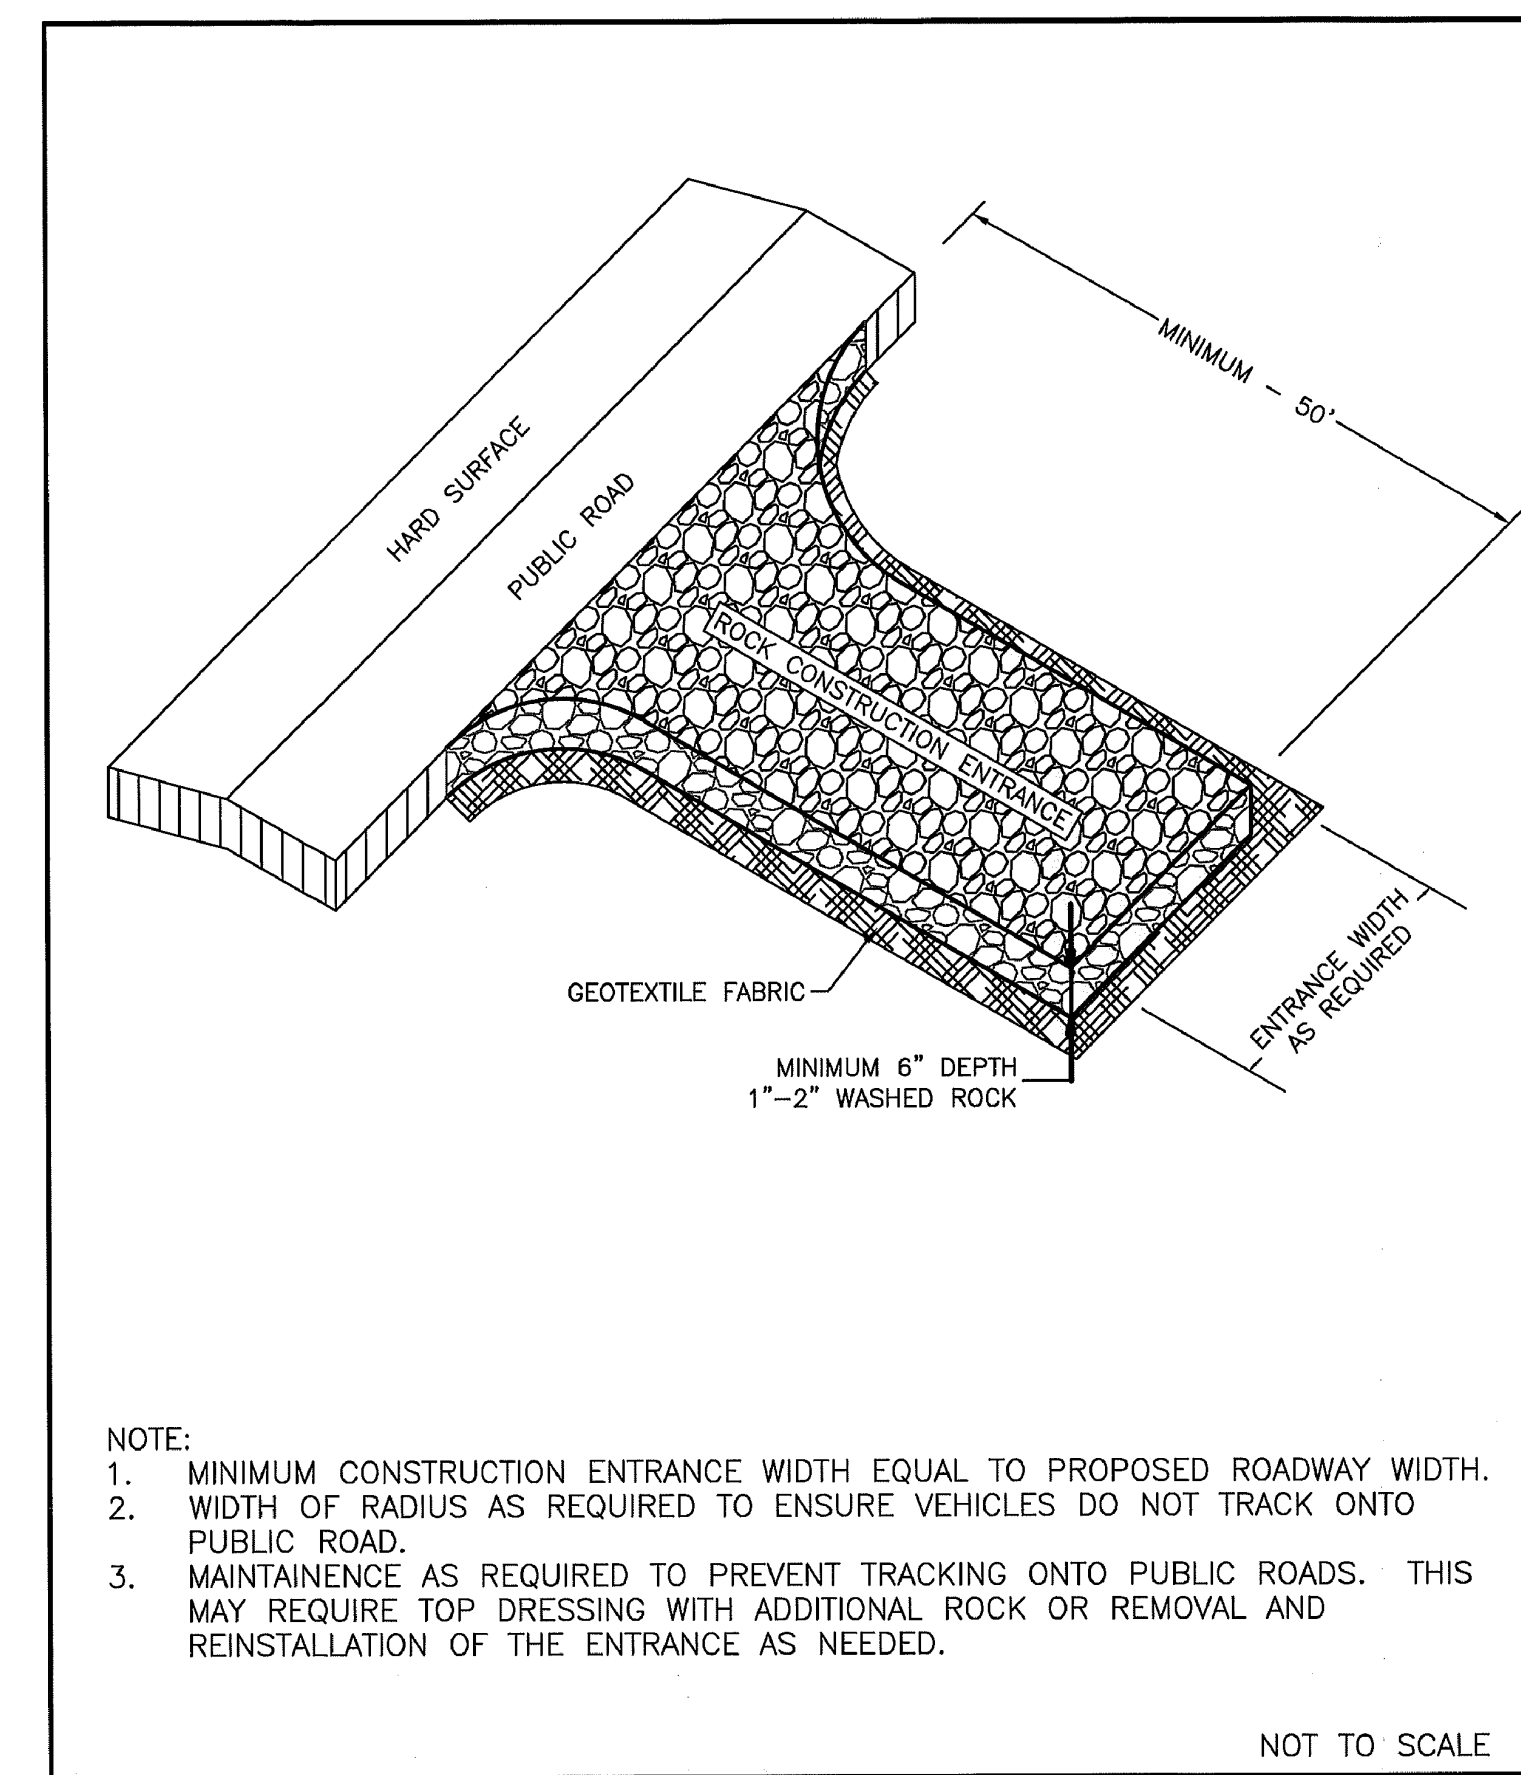 HARD SURFACE
PUBLIC ROAD
MINIMUM - 50'
ROCK CONSTRUCTION ENTRANCE
GEOTEXTILE FABRIC
MINIMUM 6" DEPTH
1"-2" WASHED ROCK
ENTRANCE WIDTH
AS REQUIRED
NOTE:
1. MINIMUM CONSTRUCTION ENTRANCE WIDTH EQUAL TO PROPOSED ROADWAY WIDTH.
2. WIDTH OF RADIUS AS REQUIRED TO ENSURE VEHICLES DO NOT TRACK ONTO
PUBLIC ROAD.
3. MAINTAINENCE AS REQUIRED TO PREVENT TRACKING ONTO PUBLIC ROADS. THIS
MAY REQUIRE TOP DRESSING WITH ADDITIONAL ROCK OR REMOVAL AND
REINSTALLATION OF THE ENTRANCE AS NEEDED.
NOT TO SCALE